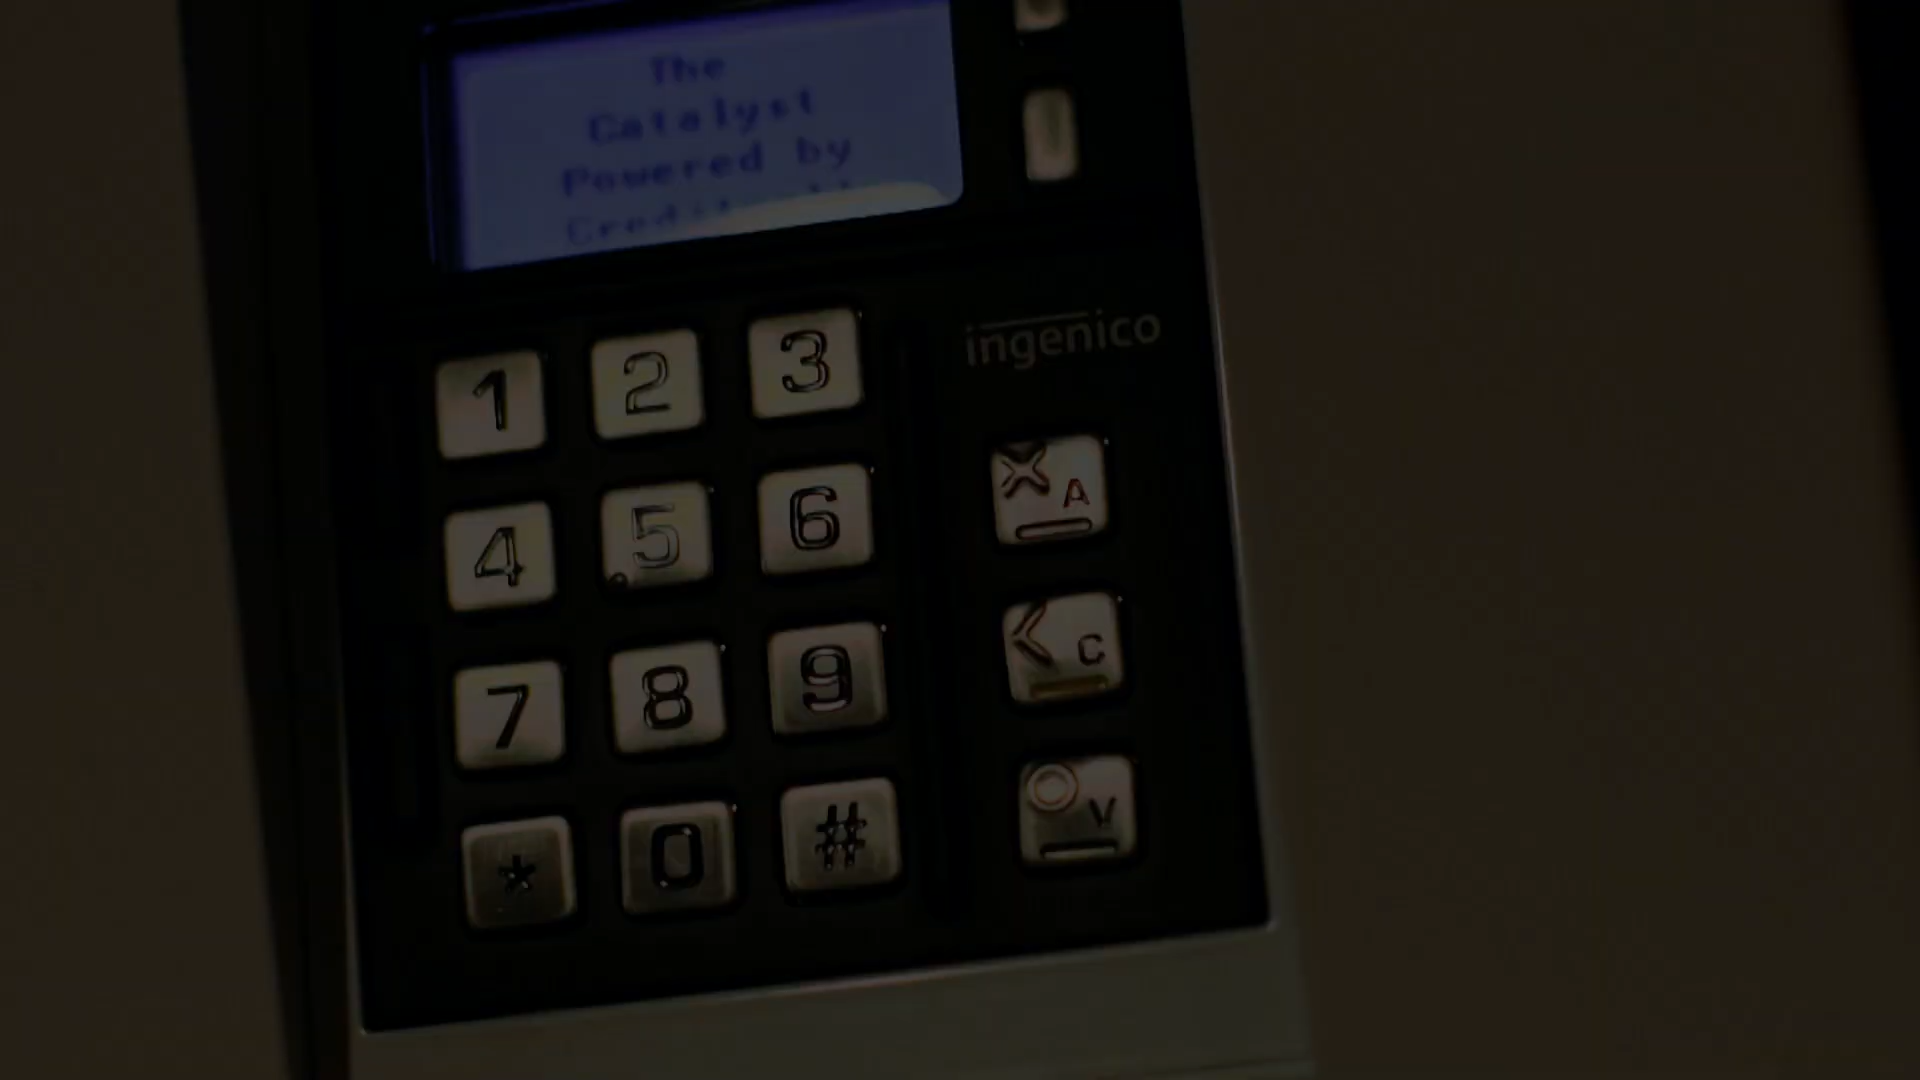 The
Catalyst
Powered by
ingenico
1 2 3
4 5 6
7 8 9
* 0 #
A
C
V